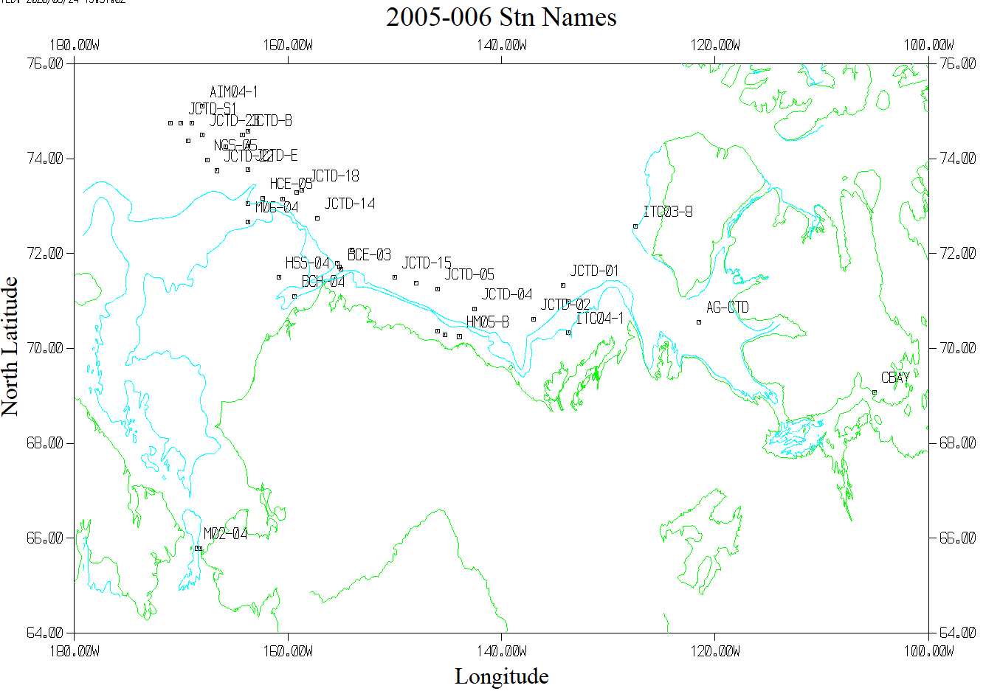 2005-006 Stn Names
180.00W 160.00W 140.00W 120.00W 100.00W
76.00 76.00
AIM04-1
JCTD-S1
JCTD-23 JCTD-B
NGS-05
74.00 JCTD-22 JCTD-E 74.00
HCE-05 JCTD-18
M06-04 JCTD-14
ITC03-8
72.00 72.00
HSS-04 BCE-03 JCTD-15
JCTD-01
JCTD-05
BCH-04
JCTD-04
JCTD-02
AG-CTD
HM05-B ITC04-1
70.00 70.00
CBAY
North Latitude
68.00 68.00
66.00 M02-04 66.00
64.00 64.00
180.00W 160.00W 140.00W 120.00W 100.00W
Longitude